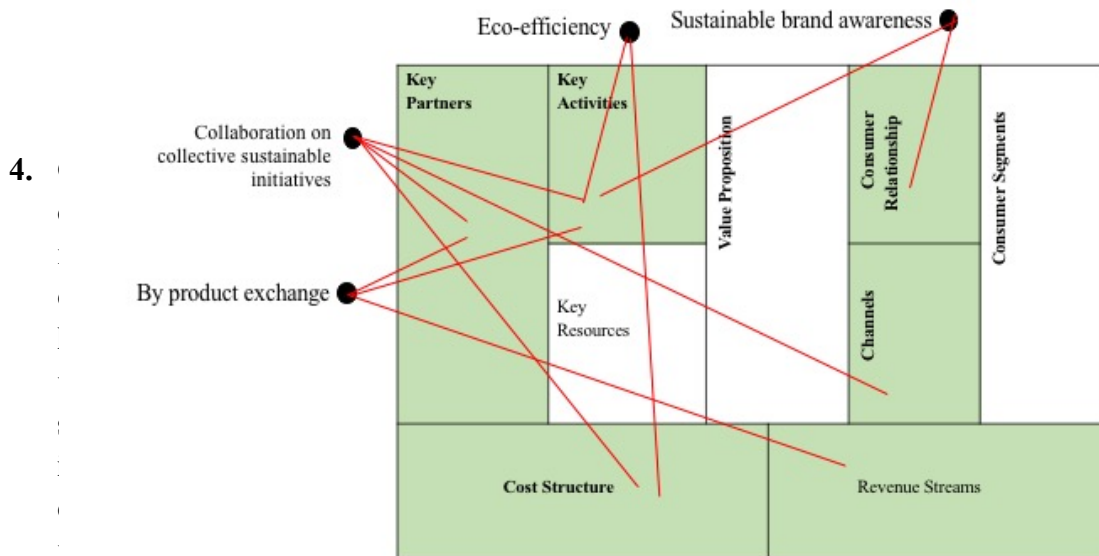 Eco-efficiency
Sustainable brand awareness
Key
Partners
Key
Activities
Collaboration on
collective sustainable
initiatives
4.
Value Proposition
Consumer
Relationship
Consumer Segments
By product exchange
Key
Resources
Channels
Cost Structure
Revenue Streams